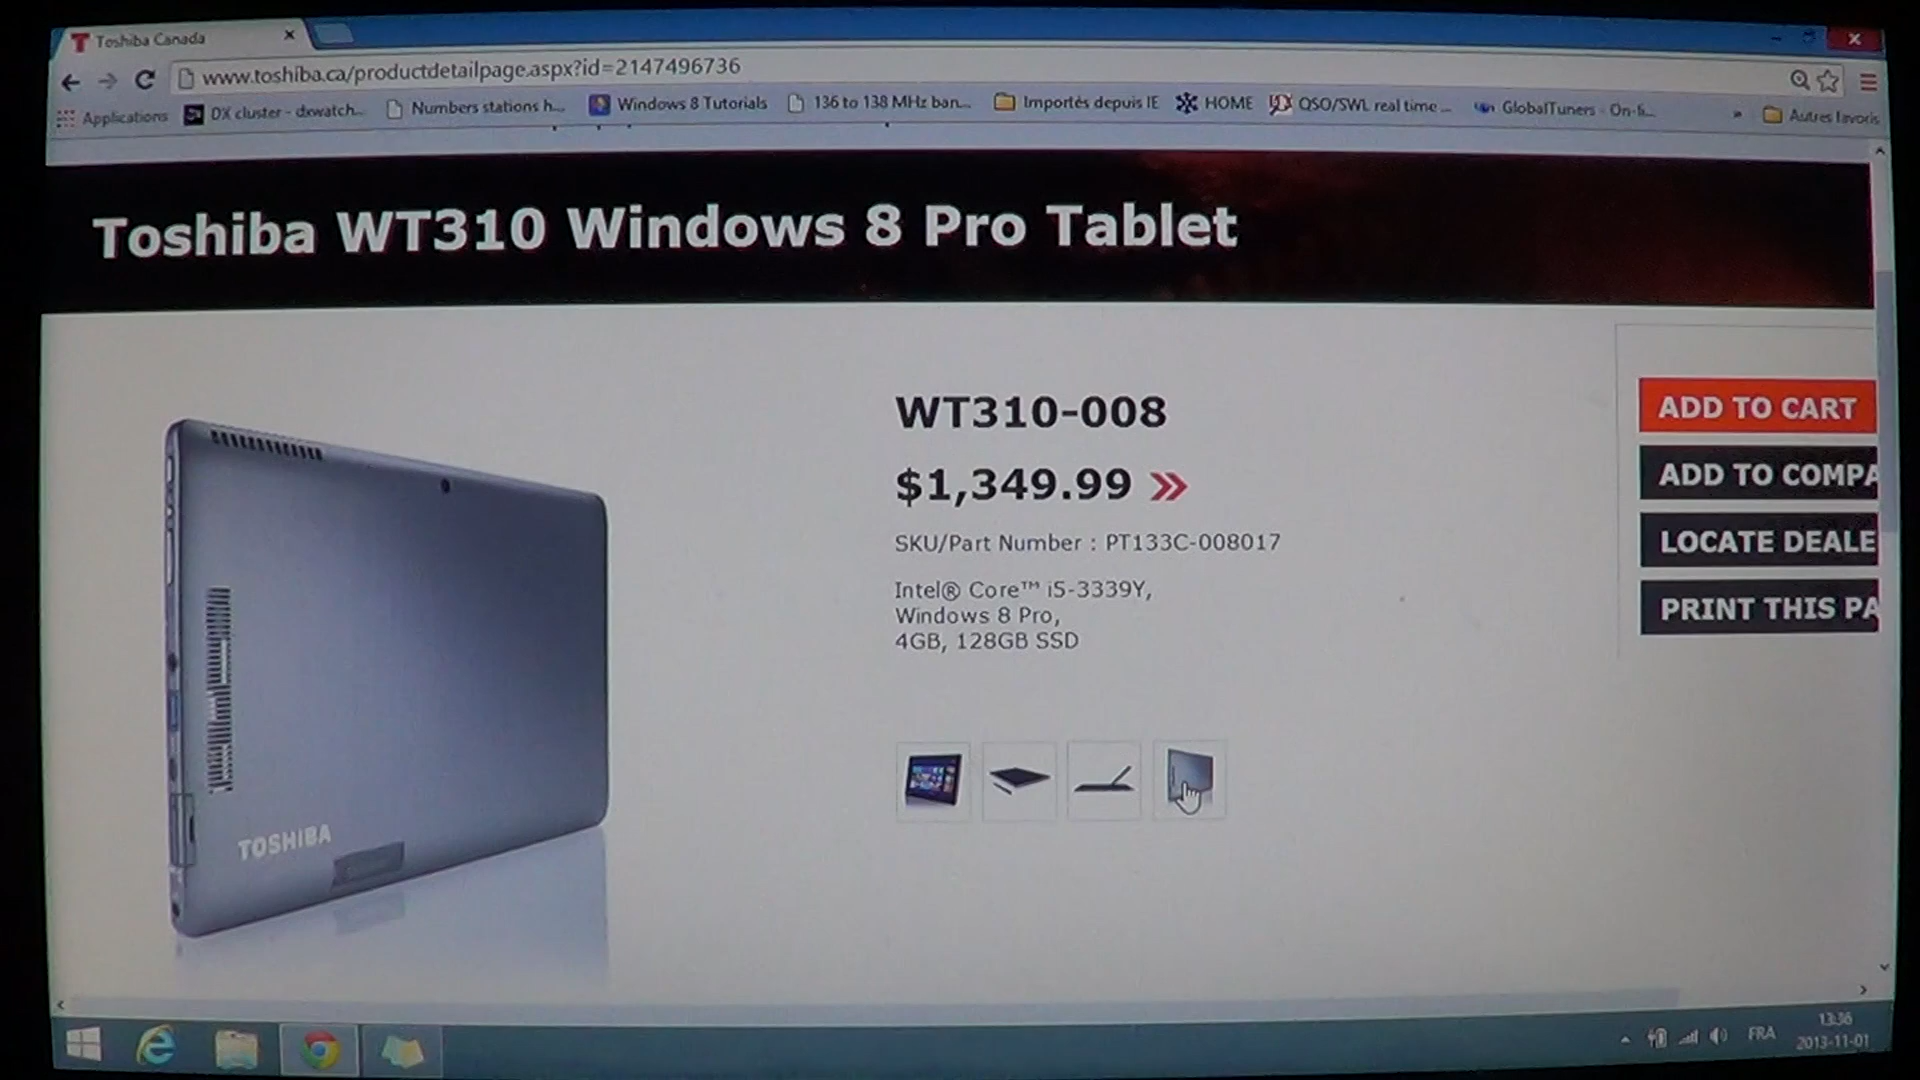 Toshiba Canada
www.toshiba.ca/productdetailpage.aspx?id=2147496736
Applications DX cluster - dxwatch... Numbers stations h... Windows 8 Tutorials 136 to 138 MHz ban... Importés depuis IE HOME QSO/SWL real time ... GlobalTuners - On-li... » Autres favoris
Toshiba WT310 Windows 8 Pro Tablet
WT310-008
$1,349.99
SKU/Part Number : PT133C-008017
Intel® Core™ i5-3339Y,
Windows 8 Pro,
4GB, 128GB SSD
ADD TO CART
ADD TO COMPA
LOCATE DEALE
PRINT THIS PA
TOSHIBA
FRA
13:36
2013-11-01